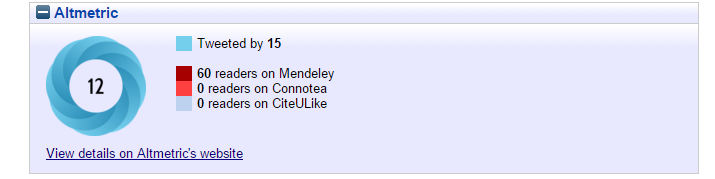 Altmetric
12
Tweeted by 15
60 readers on Mendeley
0 readers on Connotea
0 readers on CiteULike
View details on Altmetric's website